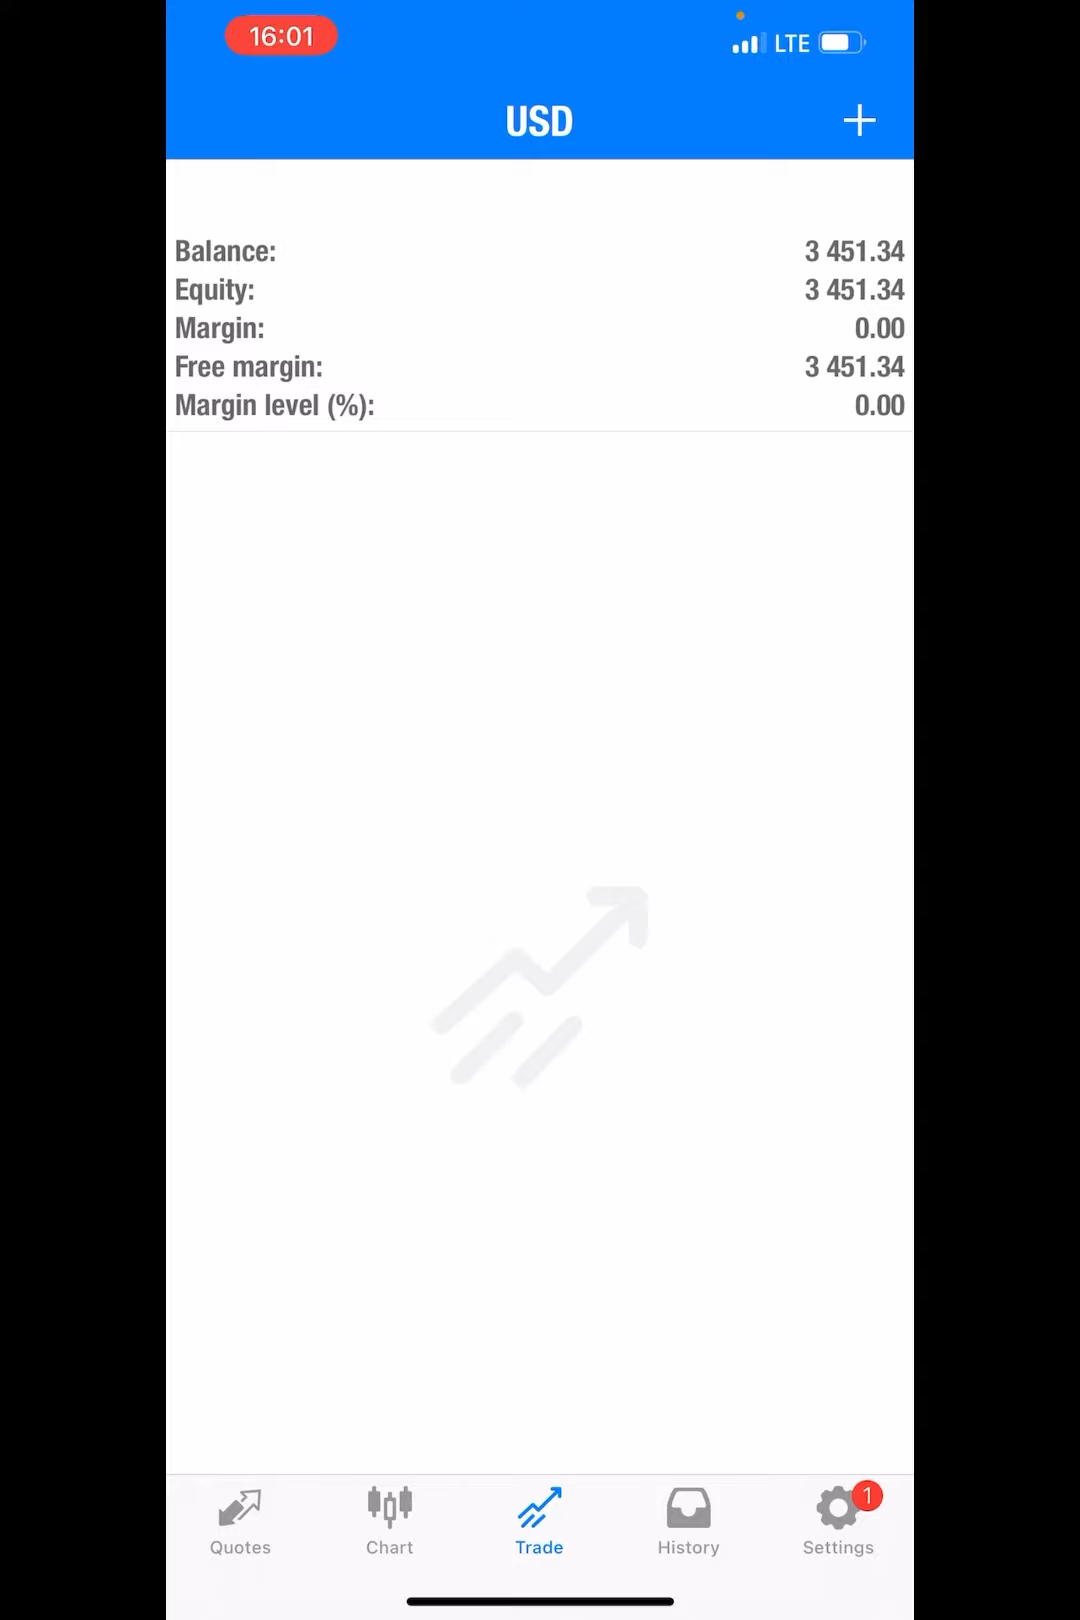 16:01
LTE
USD
Balance: 3 451.34
Equity: 3 451.34
Margin: 0.00
Free margin: 3 451.34
Margin level (%): 0.00
1
Quotes Chart Trade History Settings